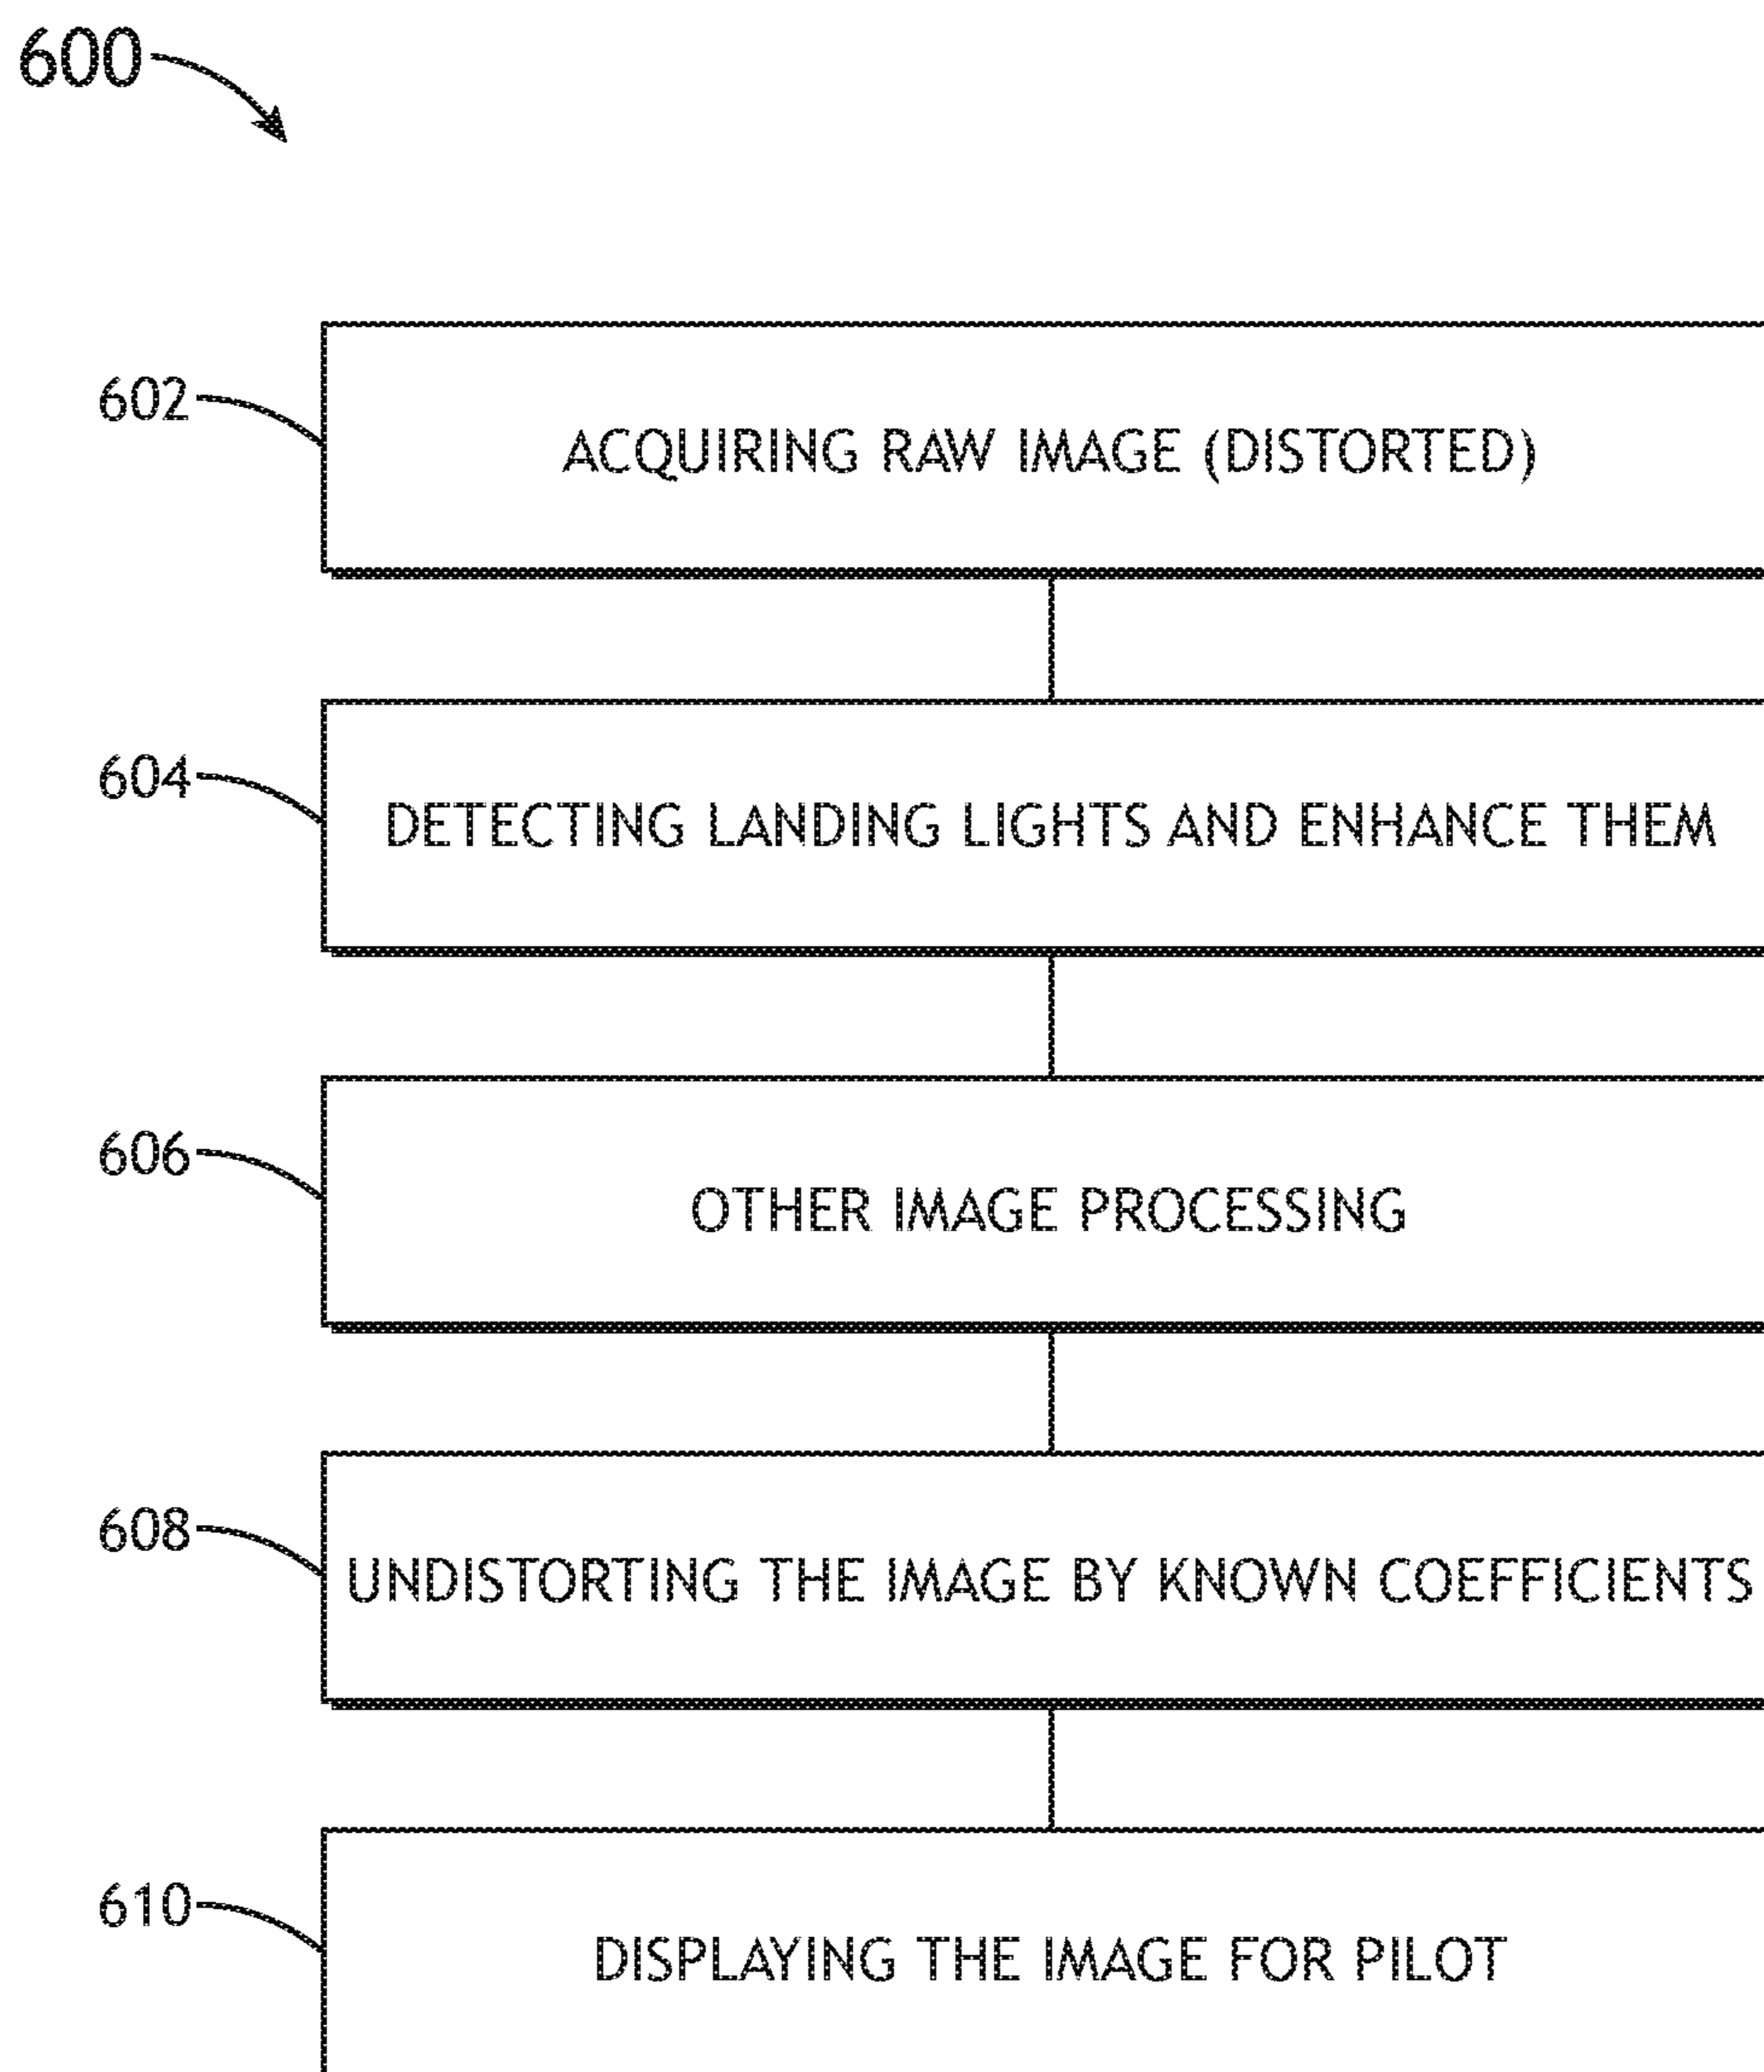 600
602
ACQUIRING RAW IMAGE (DISTORTED)
604
DETECTING LANDING LIGHTS AND ENHANCE THEM
606
OTHER IMAGE PROCESSING
608
UNDISTORTING THE IMAGE BY KNOWN COEFFICIENTS
610
DISPLAYING THE IMAGE FOR PILOT